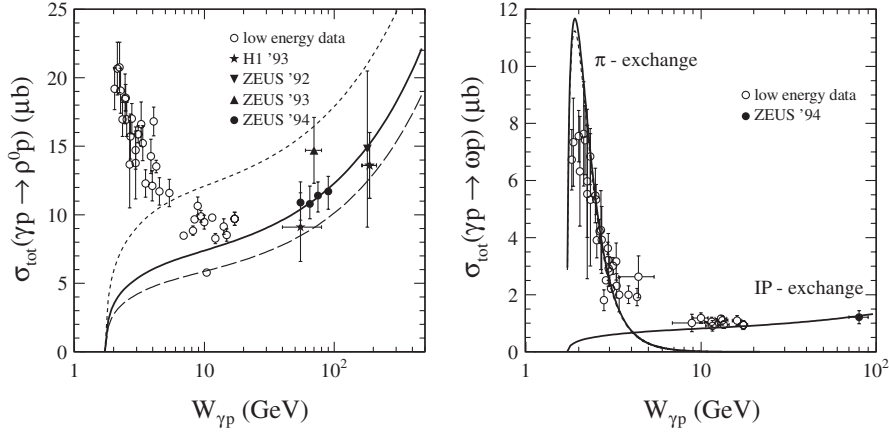 σtot(γp → ρ⁰p) (μb)
25
20
15
10
5
0
low energy data
H1 '93
ZEUS '92
ZEUS '93
ZEUS '94
1 10 10²
Wγp (GeV)
σtot(γp → ωp) (μb)
12
10
8
6
4
2
0
π - exchange
low energy data
ZEUS '94
IP - exchange
1 10 10²
Wγp (GeV)